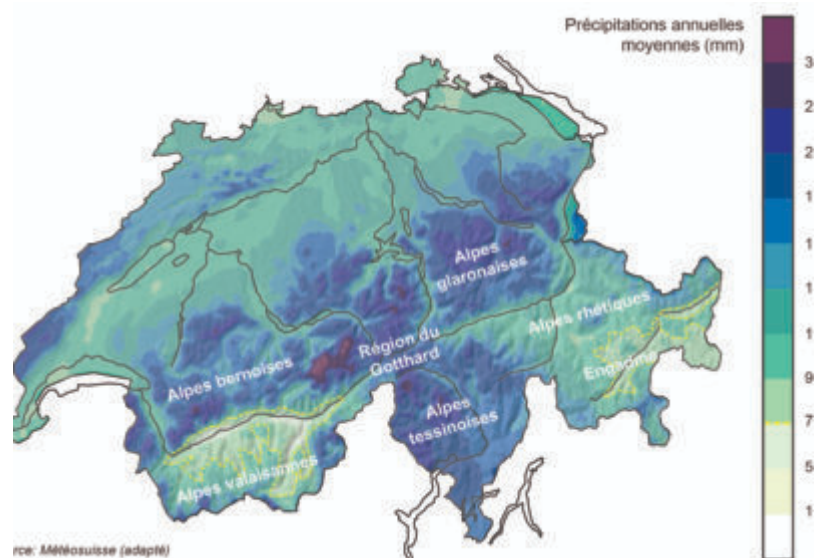 Précipitations annuelles
moyennes (mm)
3
2
2
1
1
1
1
1
9
7
5
1
Alpes
glaronaises
Alpes rhétiques
Région du
Gotthard
Engadine
Alpes bernoises
Alpes
tessinoises
Alpes valaisannes
rce: Météosuisse (adapté)